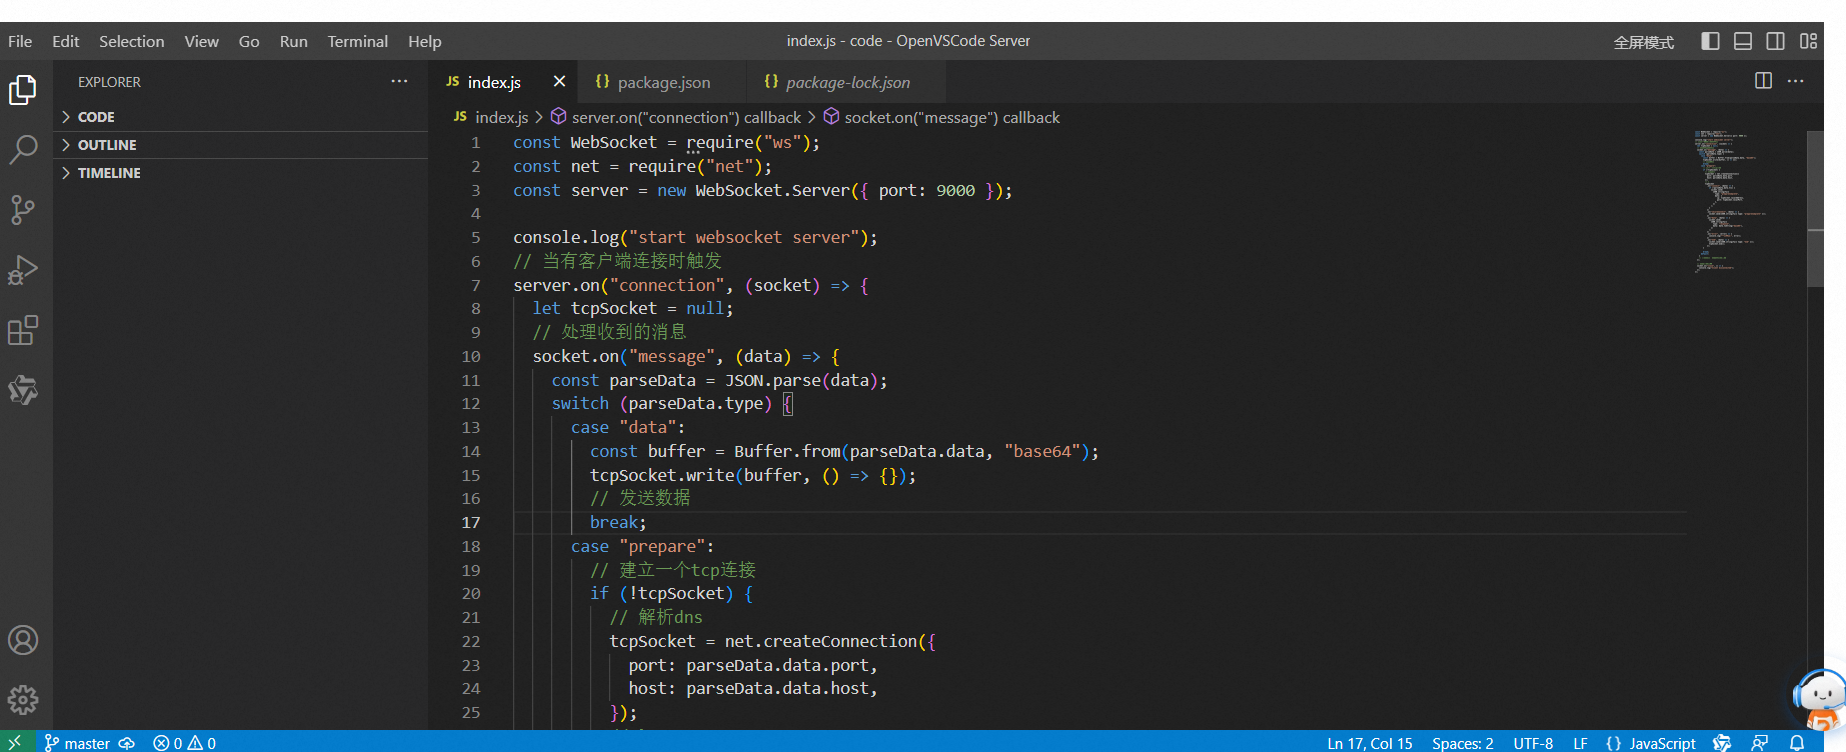 File Edit Selection View Go Run Terminal Help
index.js - code - OpenVSCode Server
全屏模式
EXPLORER
CODE
OUTLINE
TIMELINE
JS index.js
{} package.json
{} package-lock.json
JS index.js > server.on("connection") callback > socket.on("message") callback
1 const WebSocket = require("ws");
2 const net = require("net");
3 const server = new WebSocket.Server({ port: 9000 });
4
5 console.log("start websocket server");
6 // 当有客户端连接时触发
7 server.on("connection", (socket) => {
8 let tcpSocket = null;
9 // 处理收到的消息
10 socket.on("message", (data) => {
11 const parseData = JSON.parse(data);
12 switch (parseData.type) {
13 case "data":
14 const buffer = Buffer.from(parseData.data, "base64");
15 tcpSocket.write(buffer, () => {});
16 // 发送数据
17 break;
18 case "prepare":
19 // 建立一个tcp连接
20 if (!tcpSocket) {
21 // 解析dns
22 tcpSocket = net.createConnection({
23 port: parseData.data.port,
24 host: parseData.data.host,
25 });
master
0 0
Ln 17, Col 15
Spaces: 2
UTF-8
LF
{} JavaScript